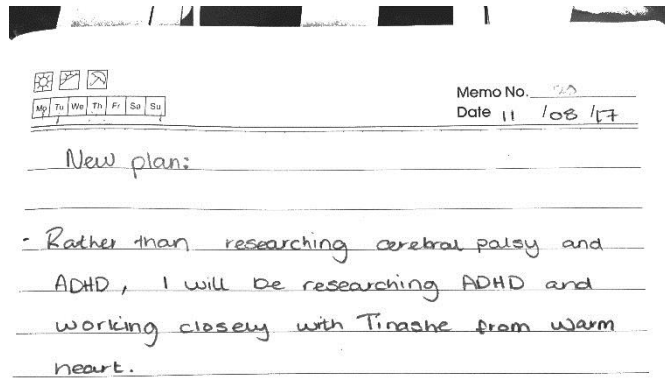 Mo Tu We Th Fr Sa Su
Memo No.
Date 11 /08 /17
New plan:
- Rather than researching cerebral palsy and
ADHD, I will be researching ADHD and
working closely with Tinashe from warm
heart.